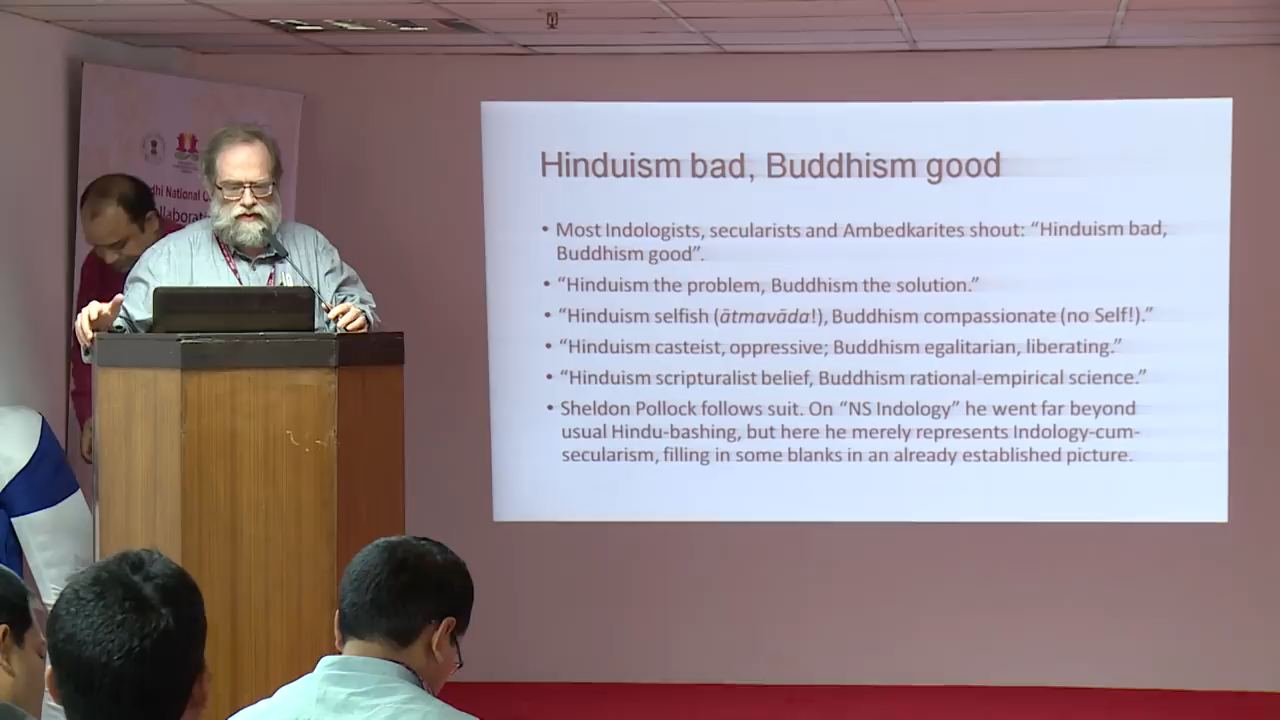 dhi National
Hinduism bad, Buddhism good
• Most Indologists, secularists and Ambedkarites shout: “Hinduism bad,
Buddhism good”.
• “Hinduism the problem, Buddhism the solution.”
• “Hinduism selfish (ātmavāda!), Buddhism compassionate (no Self!).”
• “Hinduism casteist, oppressive; Buddhism egalitarian, liberating.”
• “Hinduism scripturalist belief, Buddhism rational-empirical science.”
• Sheldon Pollock follows suit. On “NS Indology” he went far beyond
usual Hindu-bashing, but here he merely represents Indology-cum-
secularism, filling in some blanks in an already established picture.